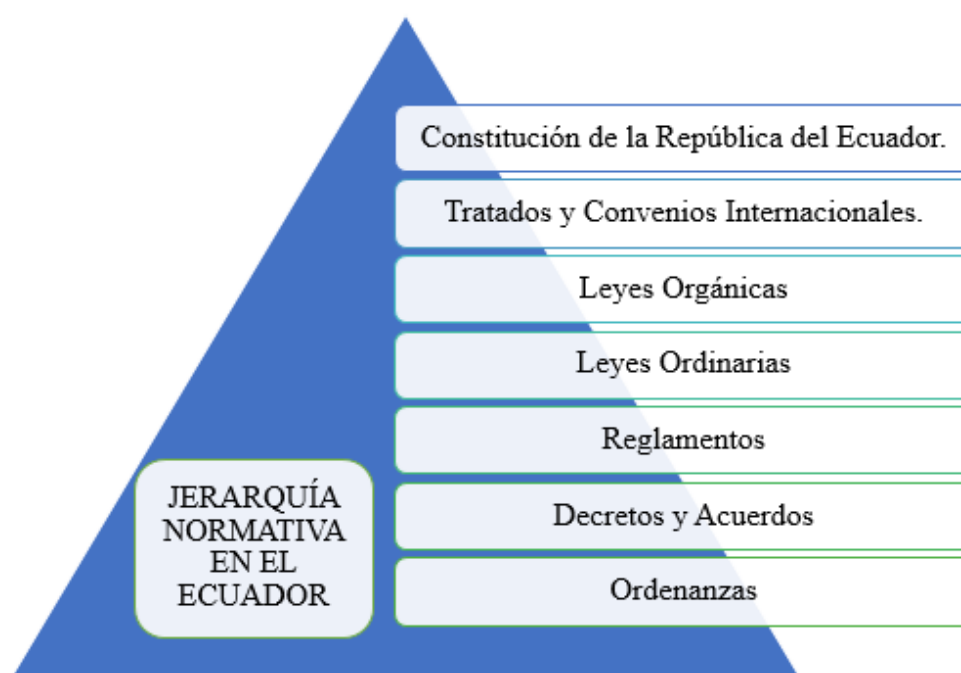 Constitución de la República del Ecuador.
Tratados y Convenios Internacionales.
Leyes Orgánicas
Leyes Ordinarias
Reglamentos
Decretos y Acuerdos
Ordenanzas
JERARQUÍA
NORMATIVA
EN EL
ECUADOR